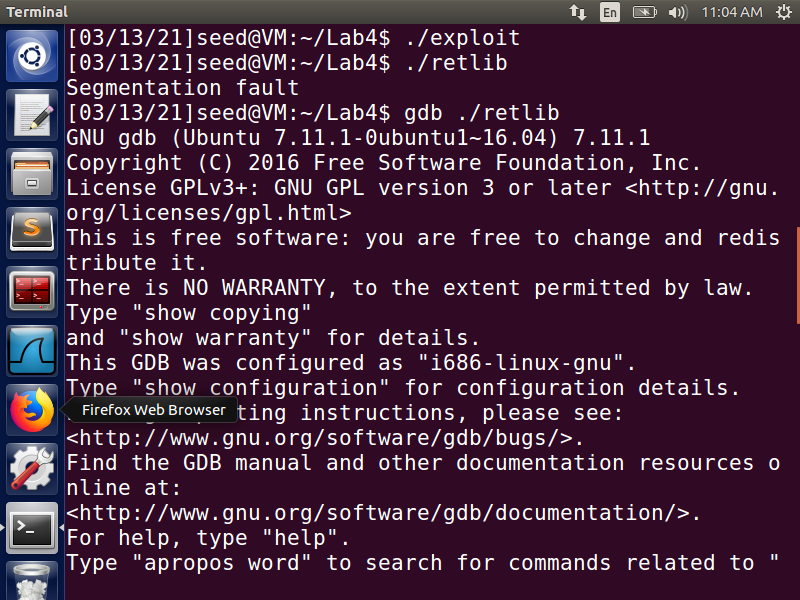 Terminal
En
11:04 AM
[03/13/21]seed@VM:~/Lab4$ ./exploit
[03/13/21]seed@VM:~/Lab4$ ./retlib
Segmentation fault
[03/13/21]seed@VM:~/Lab4$ gdb ./retlib
GNU gdb (Ubuntu 7.11.1-0ubuntu1~16.04) 7.11.1
Copyright (C) 2016 Free Software Foundation, Inc.
License GPLv3+: GNU GPL version 3 or later <http://gnu.
org/licenses/gpl.html>
This is free software: you are free to change and redis
tribute it.
There is NO WARRANTY, to the extent permitted by law.
Type "show copying"
and "show warranty" for details.
This GDB was configured as "i686-linux-gnu".
Type "show configuration" for configuration details.
Firefox Web Browser
ting instructions, please see:
<http://www.gnu.org/software/gdb/bugs/>.
Find the GDB manual and other documentation resources o
nline at:
<http://www.gnu.org/software/gdb/documentation/>.
For help, type "help".
Type "apropos word" to search for commands related to "